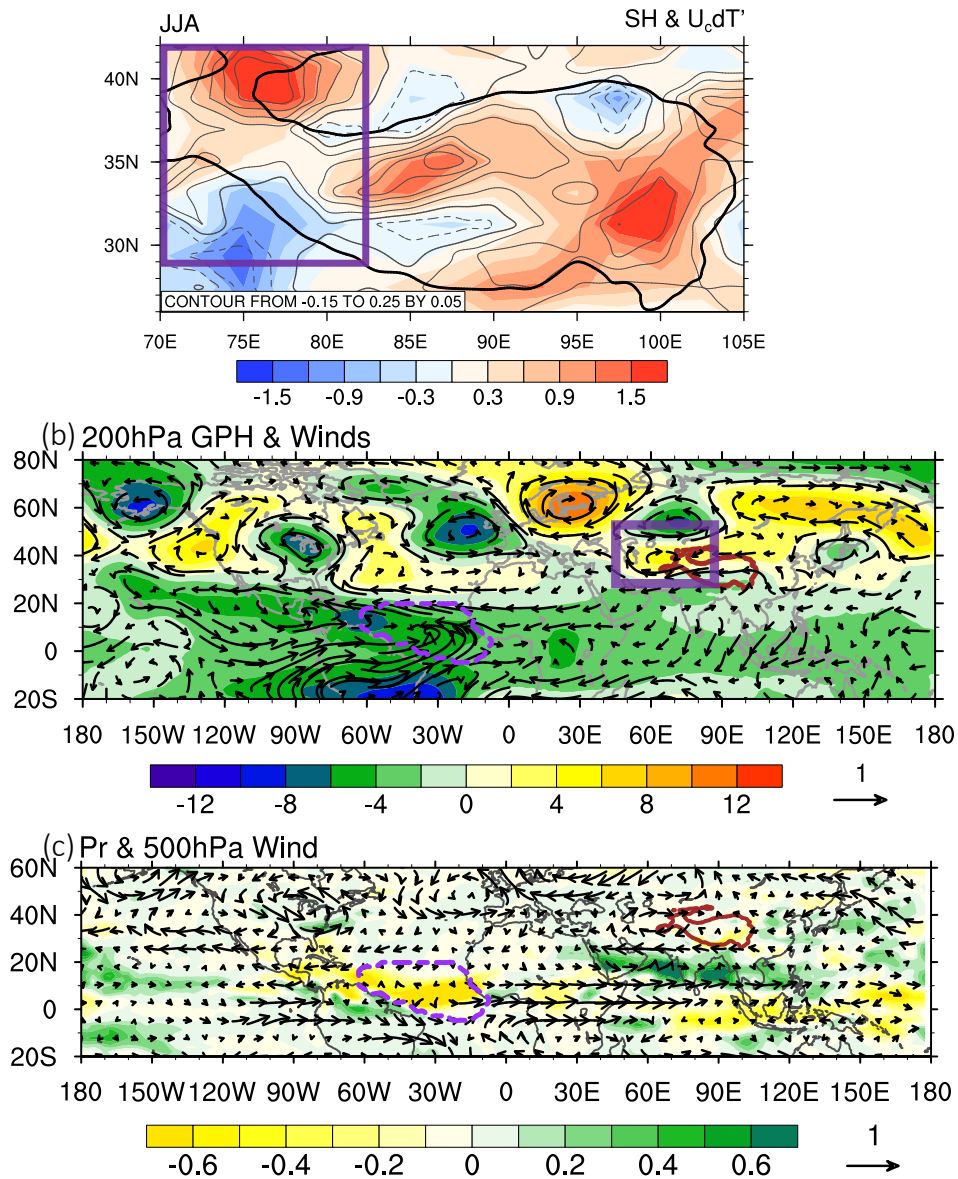 JJA SH & UcdT'
40N
35N
30N
CONTOUR FROM -0.15 TO 0.25 BY 0.05
70E 75E 80E 85E 90E 95E 100E 105E
-1.5 -0.9 -0.3 0.3 0.9 1.5
(b) 200hPa GPH & Winds
80N
60N
40N
20N
0
20S
180 150W 120W 90W 60W 30W 0 30E 60E 90E 120E 150E 180
-12 -8 -4 0 4 8 12 1
(c) Pr & 500hPa Wind
60N
40N
20N
0
20S
180 150W 120W 90W 60W 30W 0 30E 60E 90E 120E 150E 180
-0.6 -0.4 -0.2 0 0.2 0.4 0.6 1